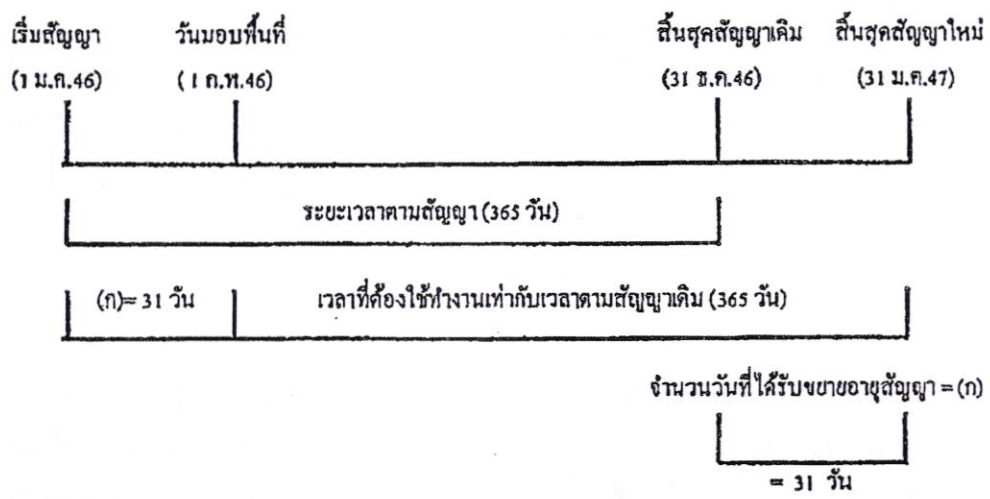 เริ่มสัญญา วันมอบพื้นที่ สิ้นสุดสัญญาเดิม สิ้นสุดสัญญาใหม่
(1 ม.ค.46) (1 ก.พ.46) (31 ธ.ค.46) (31 ม.ค.47)
ระยะเวลาตามสัญญา (365 วัน)
(ก)= 31 วัน เวลาที่ต้องใช้ทำงานเท่ากับเวลาตามสัญญาเดิม (365 วัน)
จำนวนวันที่ได้รับขยายอายุสัญญา = (ก)
= 31 วัน